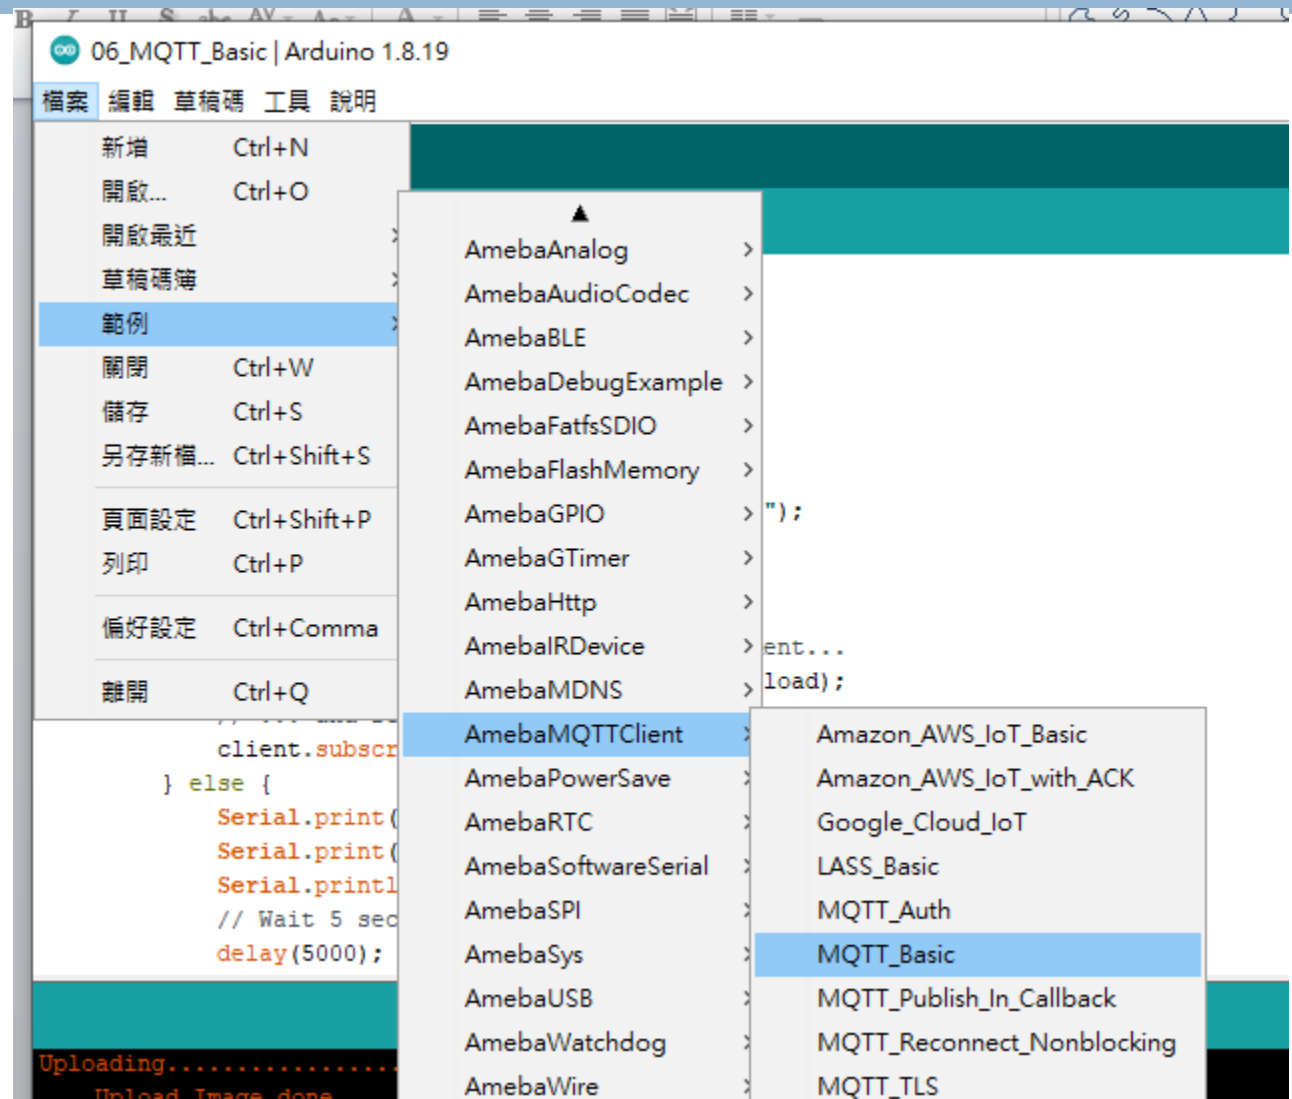 06_MQTT_Basic | Arduino 1.8.19
檔案 編輯 草稿碼 工具 說明
新增 Ctrl+N
開啟... Ctrl+O
開啟最近
草稿碼簿
範例
關閉 Ctrl+W
儲存 Ctrl+S
另存新檔... Ctrl+Shift+S
頁面設定 Ctrl+Shift+P
列印 Ctrl+P
偏好設定 Ctrl+Comma
離開 Ctrl+Q
AmebaAnalog
AmebaAudioCodec
AmebaBLE
AmebaDebugExample
AmebaFatfsSDIO
AmebaFlashMemory
AmebaGPIO
AmebaGTimer
AmebaHttp
AmebaIRDevice
AmebaMDNS
AmebaMQTTClient
AmebaPowerSave
AmebaRTC
AmebaSoftwareSerial
AmebaSPI
AmebaSys
AmebaUSB
AmebaWatchdog
AmebaWire
Amazon_AWS_IoT_Basic
Amazon_AWS_IoT_with_ACK
Google_Cloud_IoT
LASS_Basic
MQTT_Auth
MQTT_Basic
MQTT_Publish_In_Callback
MQTT_Reconnect_Nonblocking
MQTT_TLS
");
ent...
load);
client.subscr
} else {
Serial.print(
Serial.print(
Serial.printl
// Wait 5 sec
delay(5000);
Uploading.................
Upload Image done